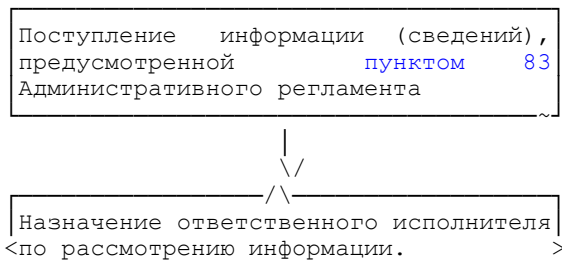 Поступление информации (сведений),
предусмотренной пунктом 83
Административного регламента
Назначение ответственного исполнителя
<по рассмотрению информации. >